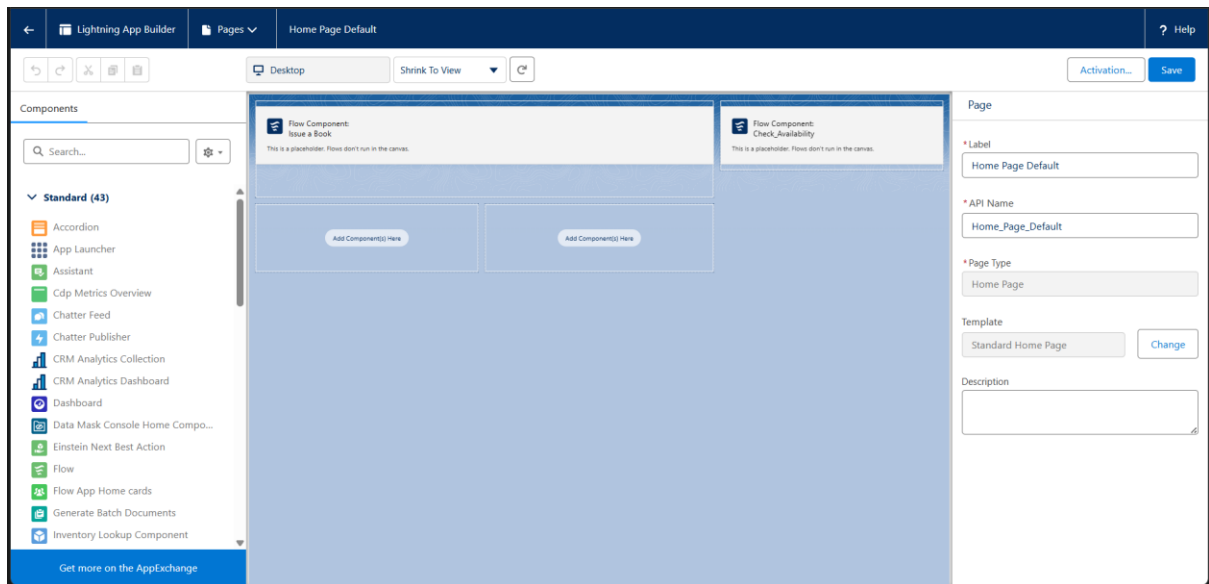 Lightning App Builder
Pages
Home Page Default
? Help
Desktop
Shrink To View
Activation...
Save
Components
Search...
Standard (43)
Accordion
App Launcher
Assistant
Cdp Metrics Overview
Chatter Feed
Chatter Publisher
CRM Analytics Collection
CRM Analytics Dashboard
Dashboard
Data Mask Console Home Compo...
Einstein Next Best Action
Flow
Flow App Home cards
Generate Batch Documents
Inventory Lookup Component
Get more on the AppExchange
Flow Component:
Issue a Book
This is a placeholder. Flows don't run in the canvas.
Flow Component:
Check_Availability
This is a placeholder. Flows don't run in the canvas.
Add Component(s) Here
Add Component(s) Here
Page
* Label
Home Page Default
* API Name
Home_Page_Default
* Page Type
Home Page
Template
Standard Home Page
Change
Description